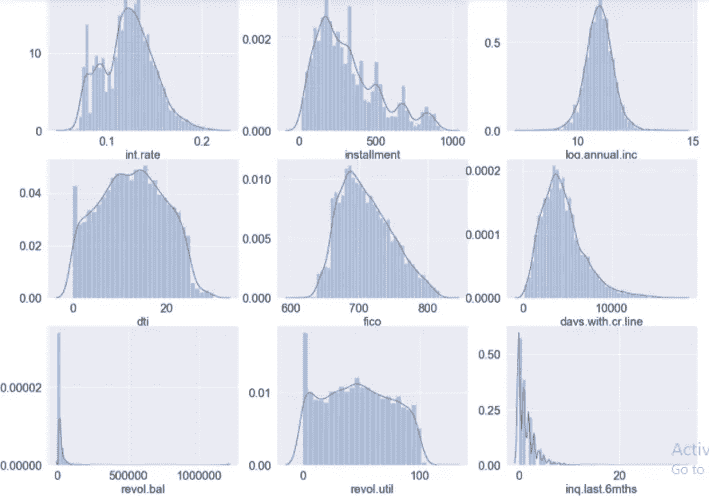 10
0
0.1 0.2
int.rate
0.002
0.000
0 500 1000
installment
0.5
0.0
10 15
log.annual.inc
0.04
0.02
0.00
0 20
dti
0.010
0.005
0.000
600 700 800
fico
0.0002
0.0001
0.0000
0 10000
days.with.cr.line
0.00002
0.00000
0 500000 1000000
revol.bal
0.01
0.00
0 100
revol.util
0.50
0.25
0.00
0 20
inq.last.6mths
Activ
Go to